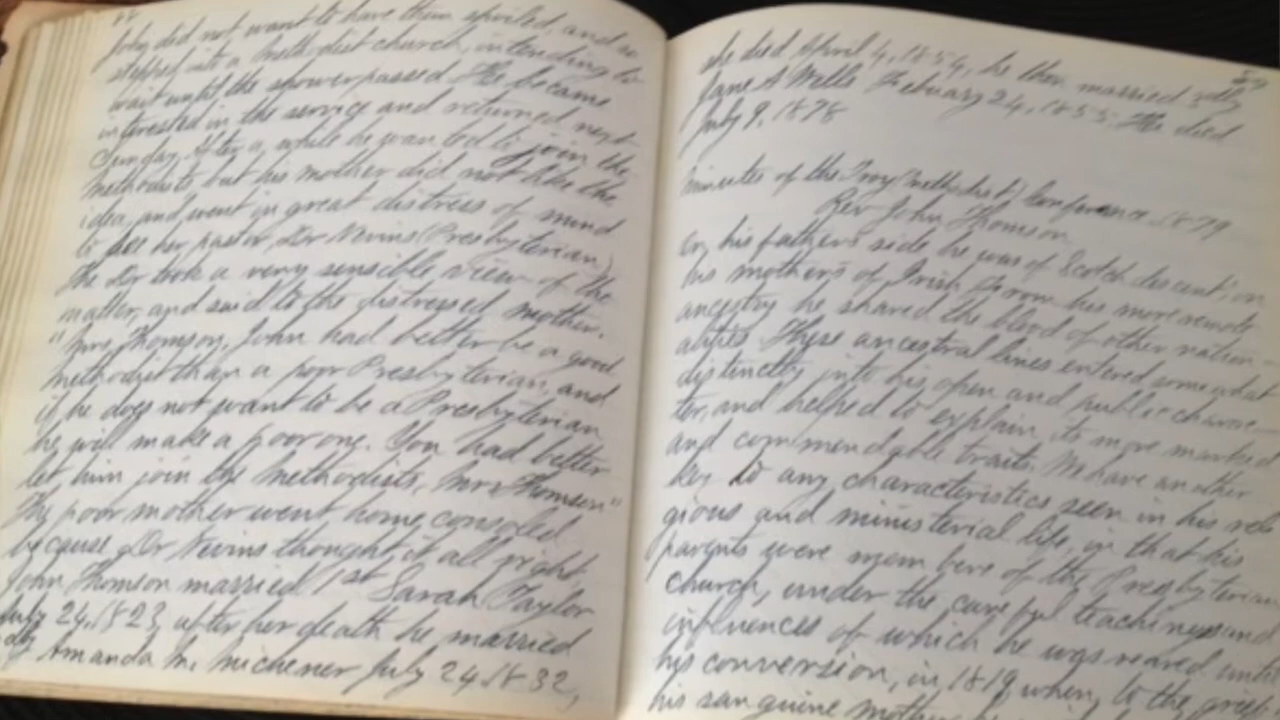 John did not want to have them spoiled, and so
stepped into a Methodist church, intending to
wait until the shower passed. He became
interested in the service and returned next
Sunday. After a while he wanted to join the
Methodists but his mother did not like the
idea, and went in great distress of mind
to see her pastor, Dr Nevins (Presbyterian)
The Dr took a very sensible view of the
matter, and said to the distressed mother.
"Mrs Thomson, John had better be a good
Methodist than a poor Presbyterian, and
if he does not want to be a Presbyterian
he will make a poor one. You had better
let him join the Methodists, Mrs Thomson"
The poor mother went home consoled
because Dr Nevins thought it all right.
John Thomson married 1st Sarah Taylor
July 24, 1823, after her death he married
Amanda M. Michener July 24, 1832,
she died April 4, 1854, he then married
Jane A Wells February 24, 1855. He died
July 9, 1878
Minutes of the Troy (Methodist) Conference, 1879
Rev John Thomson
On his fathers side he was of Scotch descent; on
his mother's of Irish. From his more remote
ancestry he shared the blood of other nation-
alities. These ancestral lines entered somewhat
distinctly into his open and public charac-
ter, and helped to explain its more marked
and commendable traits. We have another
key to any characteristics seen in his reli
gious and ministerial life, in that his
parents were members of the Presbyterian
church, under the careful teachings and
influences of which he was reared until
his conversion, in 1819, when, to the grief
his sanguine mother